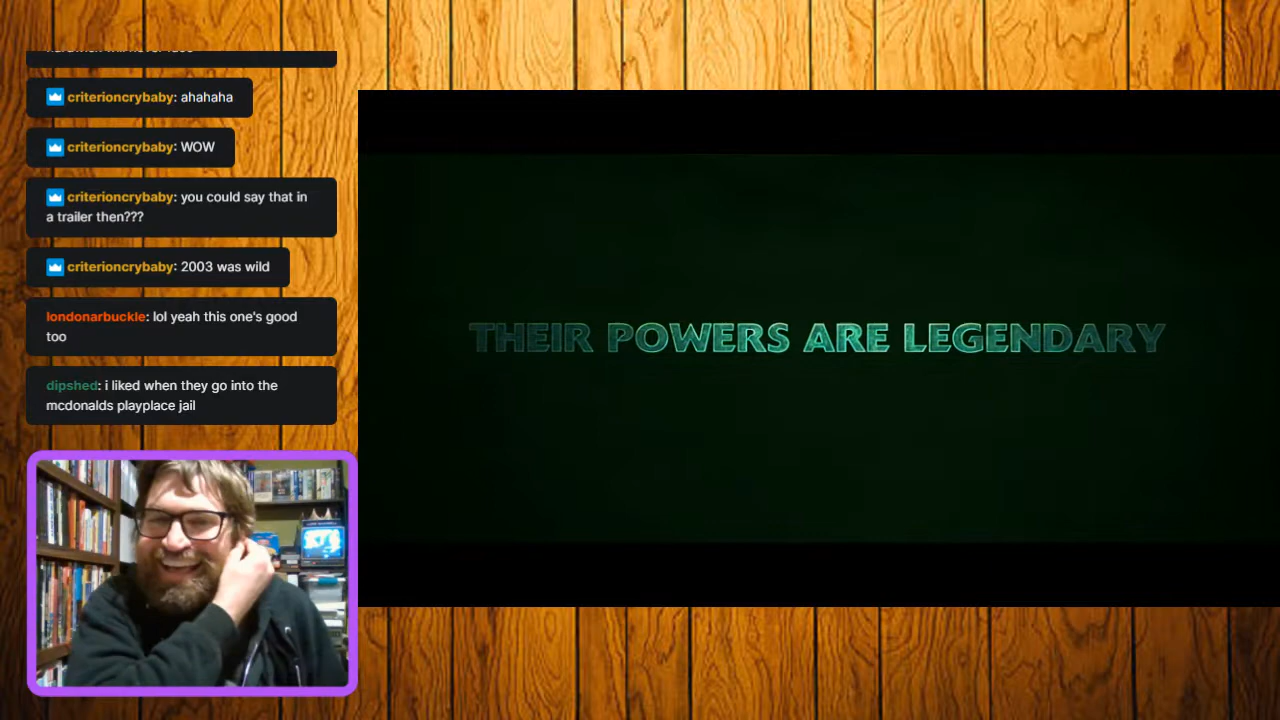 criterioncrybaby: ahahaha
criterioncrybaby: WOW
criterioncrybaby: you could say that in
a trailer then???
criterioncrybaby: 2003 was wild
londonarbuckle: lol yeah this one's good
too
dipshed: i liked when they go into the
mcdonalds playplace jail
THEIR POWERS ARE LEGENDARY